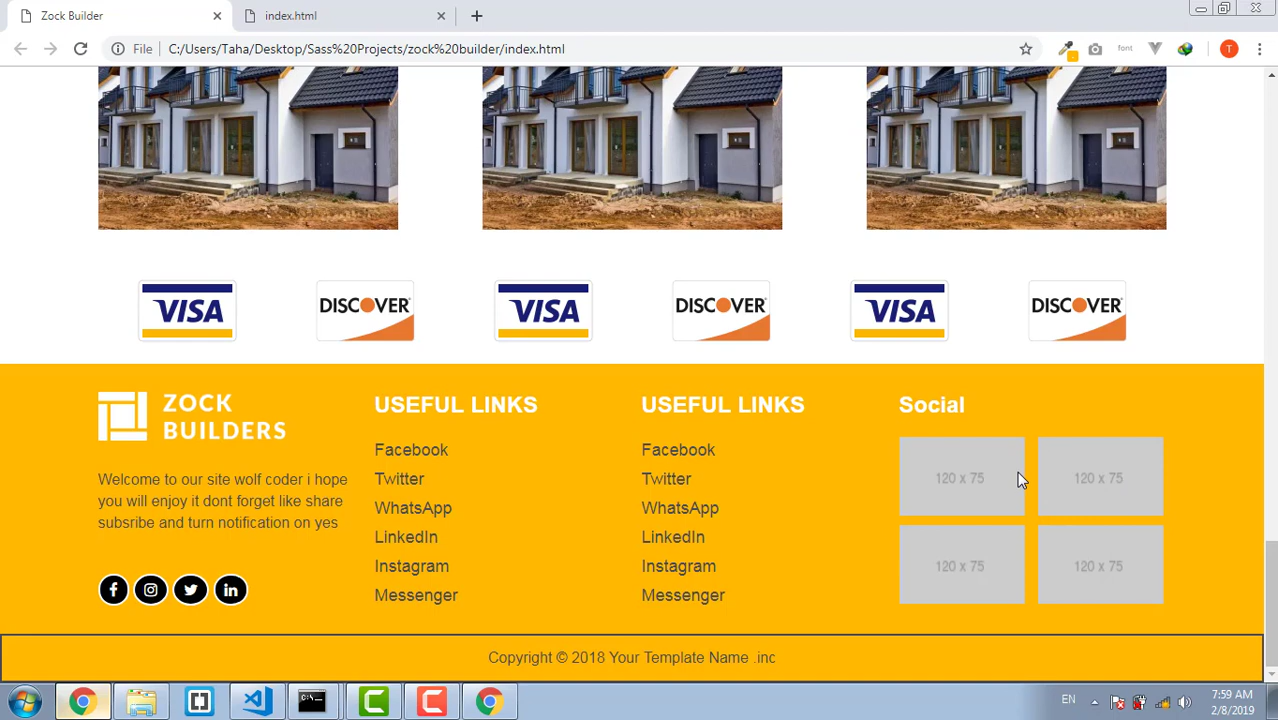 Zock Builder
index.html
File
C:/Users/Taha/Desktop/Sass%20Projects/zock%20builder/index.html
font
T
VISA
DISCOVER
VISA
DISCOVER
VISA
DISCOVER
ZOCK
BUILDERS
Welcome to our site wolf coder i hope
you will enjoy it dont forget like share
subsribe and turn notification on yes
USEFUL LINKS
Facebook
Twitter
WhatsApp
LinkedIn
Instagram
Messenger
USEFUL LINKS
Facebook
Twitter
WhatsApp
LinkedIn
Instagram
Messenger
Social
120 x 75
120 x 75
120 x 75
120 x 75
Copyright © 2018 Your Template Name .inc
EN
7:59 AM
2/8/2019